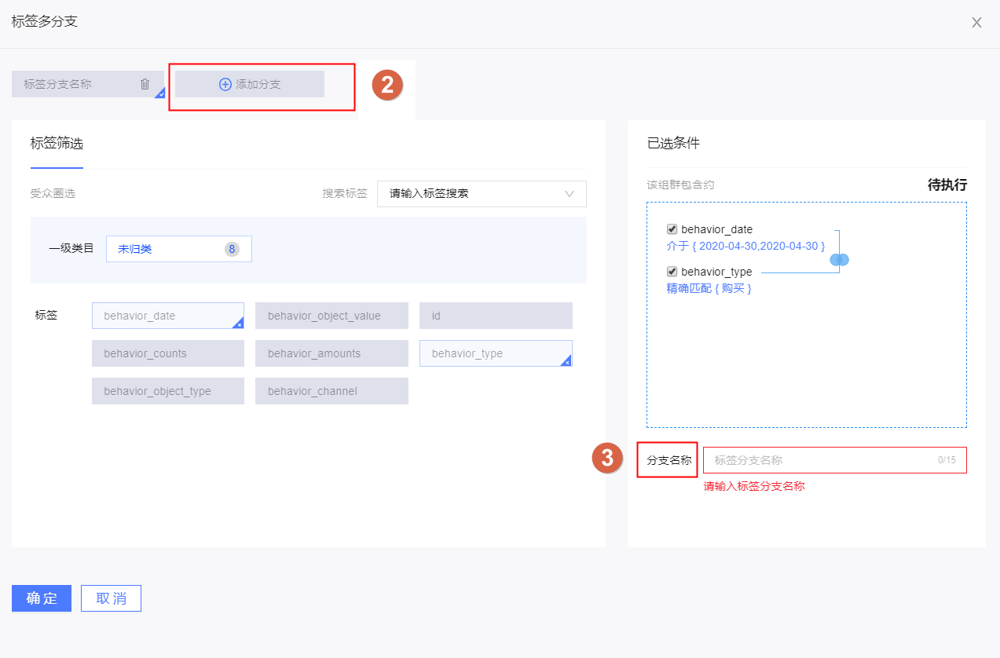 标签多分支
X
标签分支名称
添加分支
2
标签筛选
受众圈选
搜索标签
请输入标签搜索
一级类目
未归类
8
标签
behavior_date
behavior_object_value
id
behavior_counts
behavior_amounts
behavior_type
behavior_object_type
behavior_channel
已选条件
该组群包含约
待执行
behavior_date
介于 { 2020-04-30,2020-04-30 }
behavior_type
精确匹配 { 购买 }
3
分支名称
标签分支名称
0/15
请输入标签分支名称
确 定
取 消